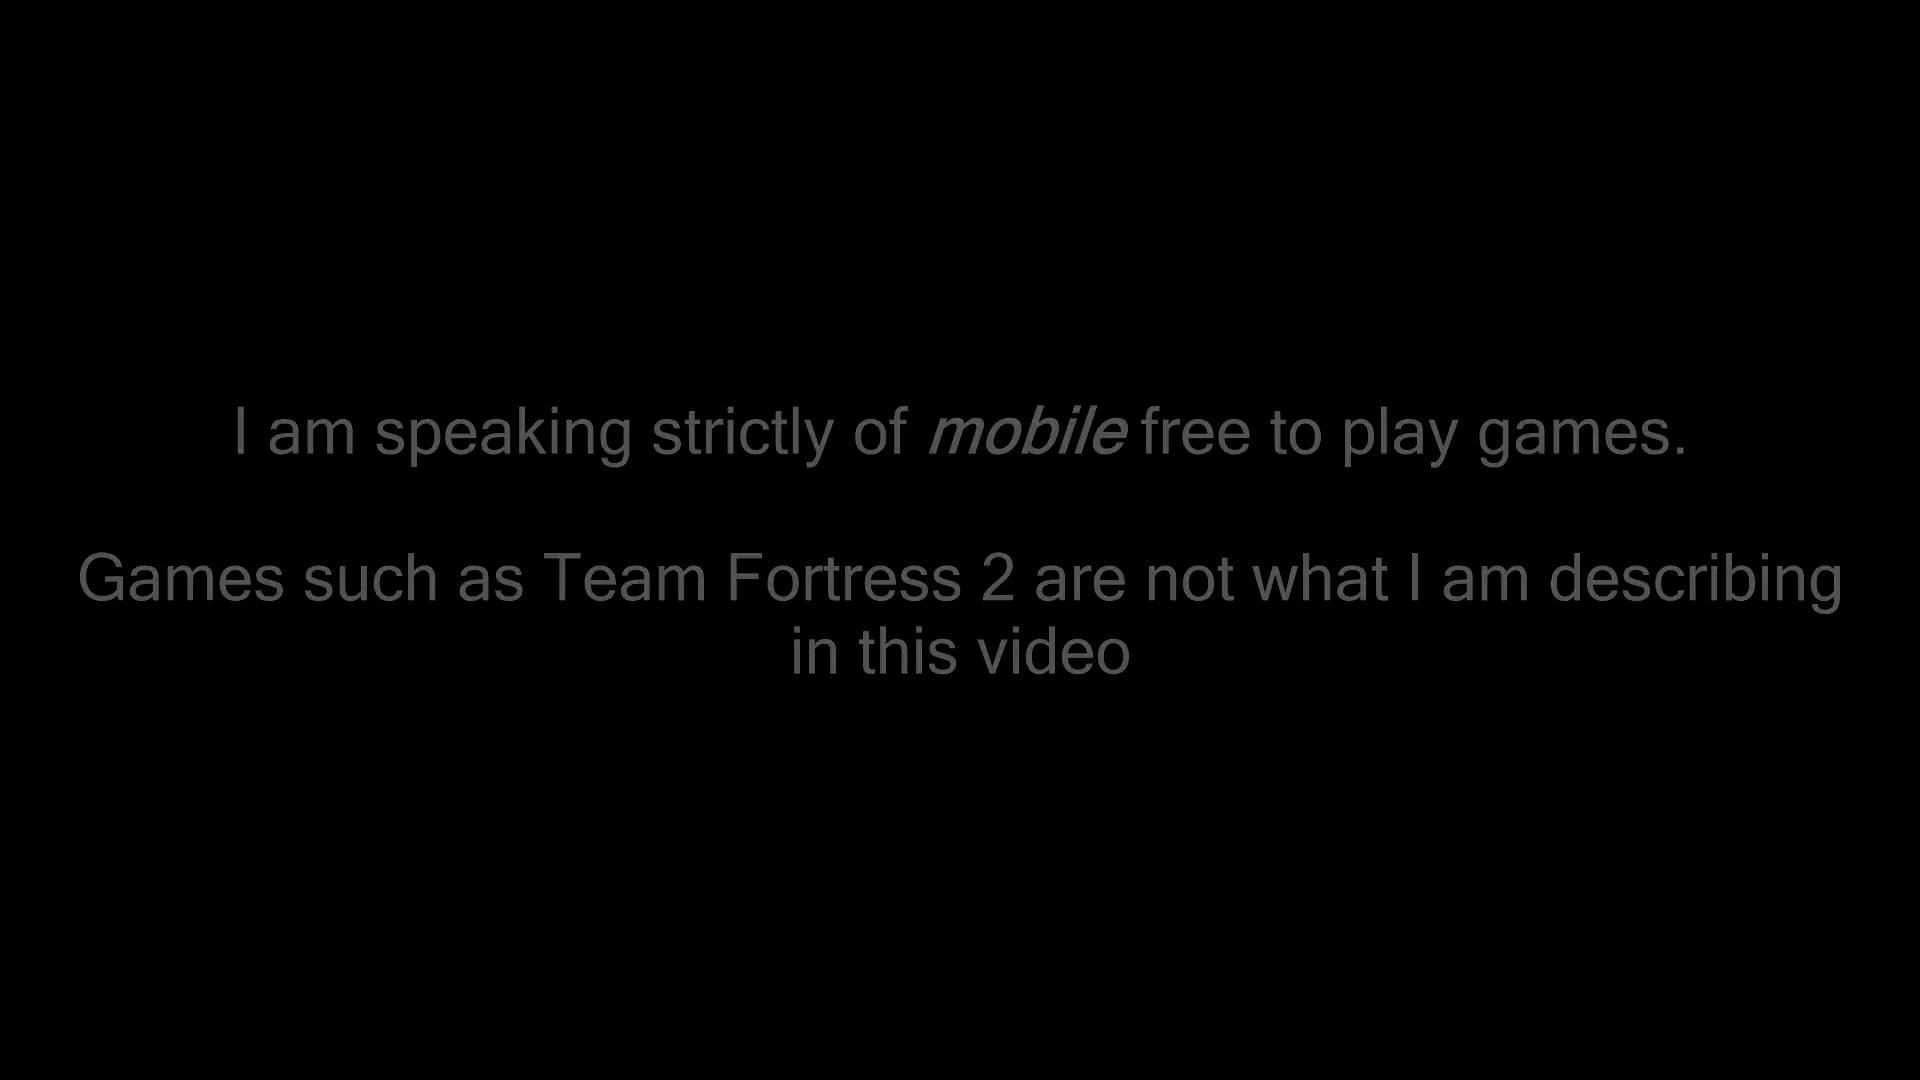 I am speaking strictly of mobile free to play games.
Games such as Team Fortress 2 are not what I am describing
in this video